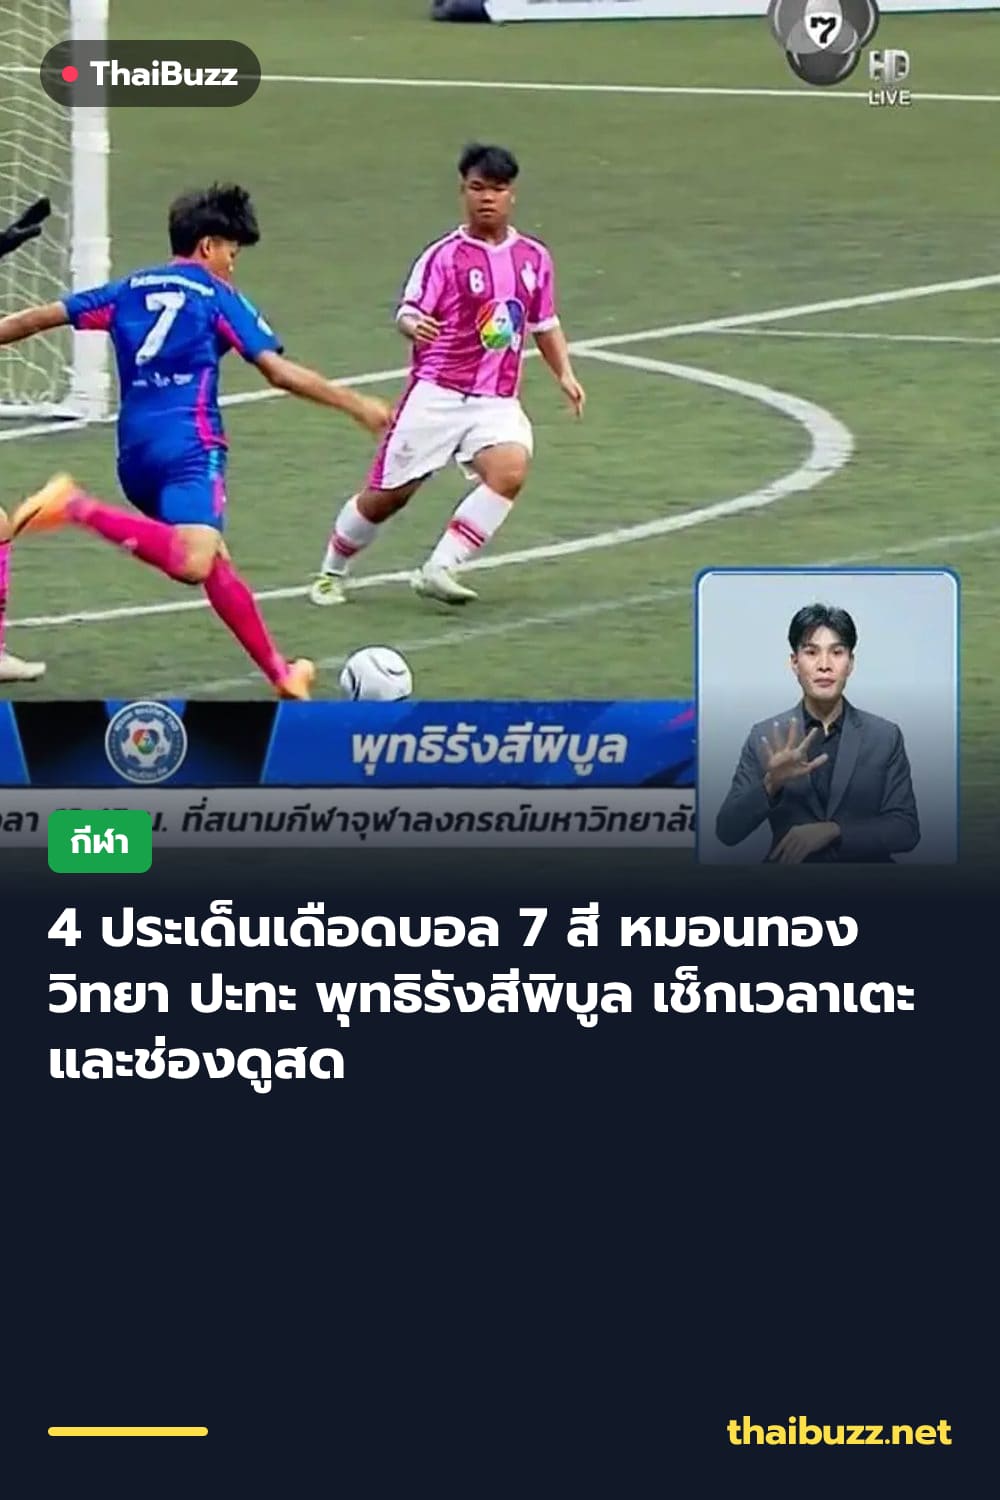 ThaiBuzz
7
HD
LIVE
8
7
พุทธิรังสีพิบูล
น. ที่สนามกีฬาจุฬาลงกรณ์มหาวิทยาลัย
กีฬา
4 ประเด็นเดือดบอล 7 สี หมอนทอง
วิทยา ปะทะ พุทธิรังสีพิบูล เช็กเวลาเตะ
และช่องดูสด
thaibuzz.net